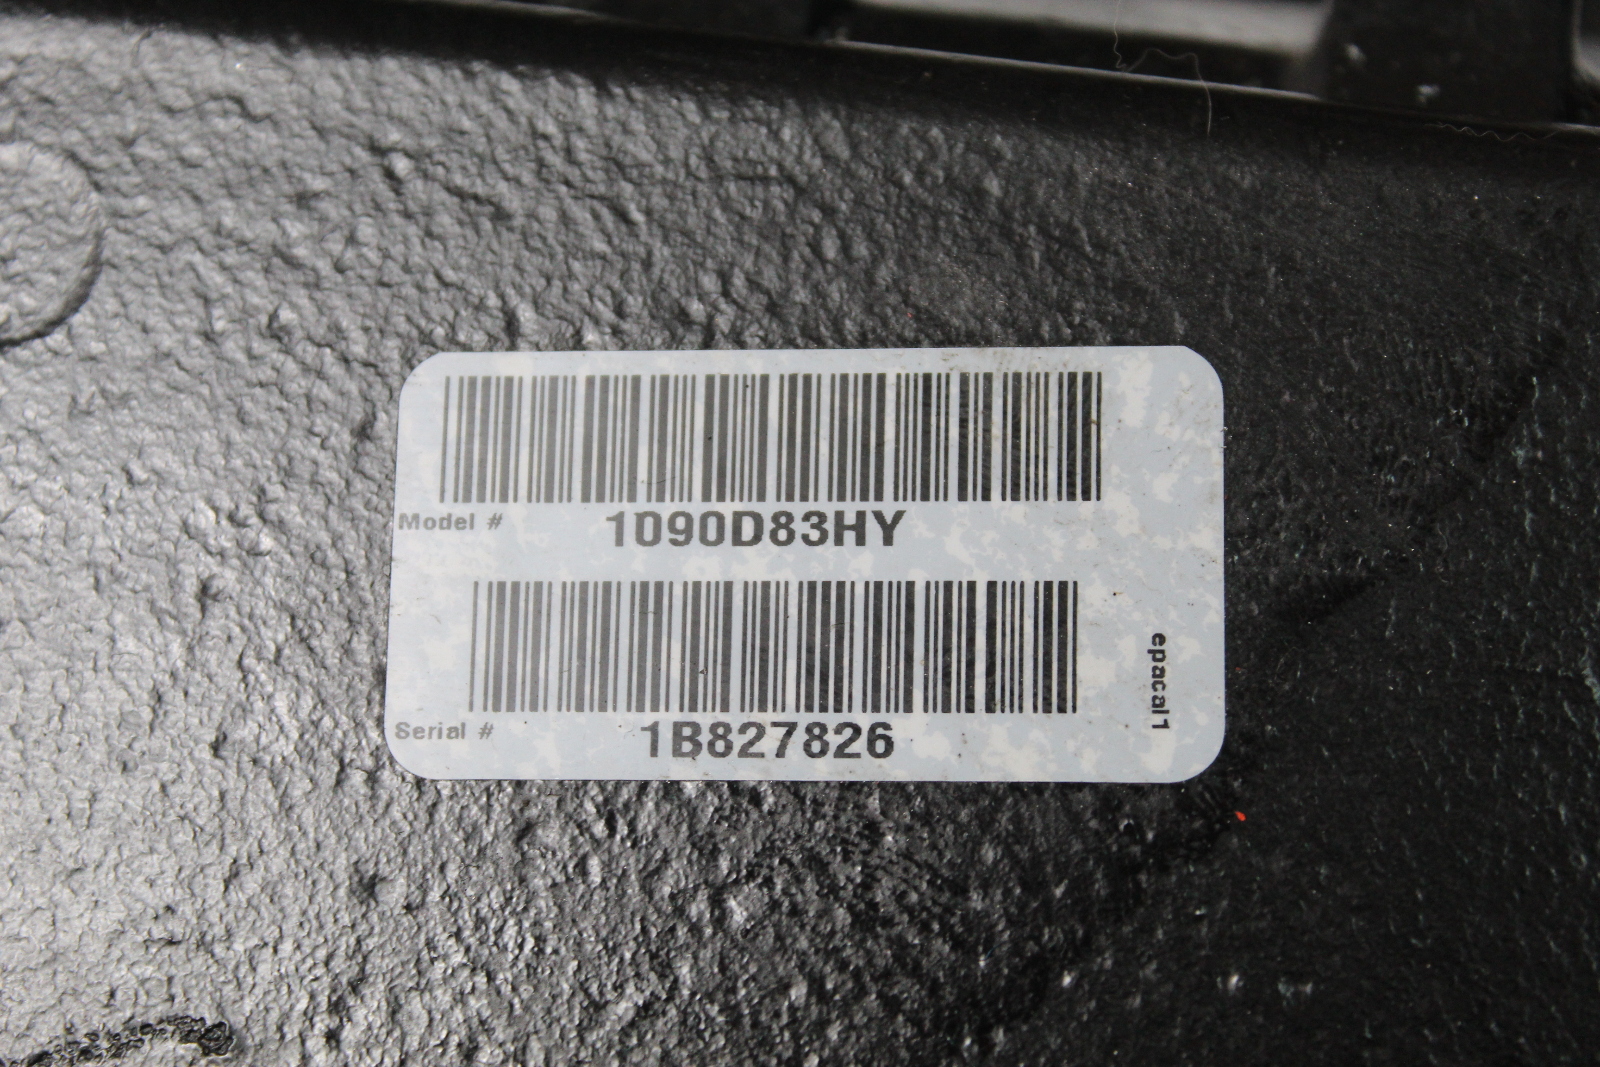 Model # 1090D83HY
Serial # 1B827826
epacal1